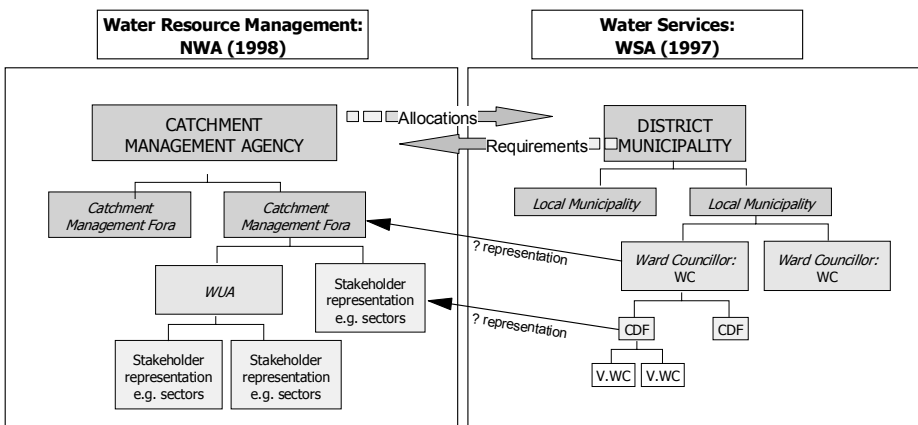 Water Resource Management:
NWA (1998)
Water Services:
WSA (1997)
CATCHMENT
MANAGEMENT AGENCY
Allocations
Requirements
DISTRICT
MUNICIPALITY
Catchment
Management Fora
Catchment
Management Fora
Local Municipality
Local Municipality
? representation
Ward Councillor:
WC
Ward Councillor:
WC
WUA
Stakeholder
representation
e.g. sectors
? representation
CDF
CDF
Stakeholder
representation
e.g. sectors
Stakeholder
representation
e.g. sectors
V.WC
V.WC